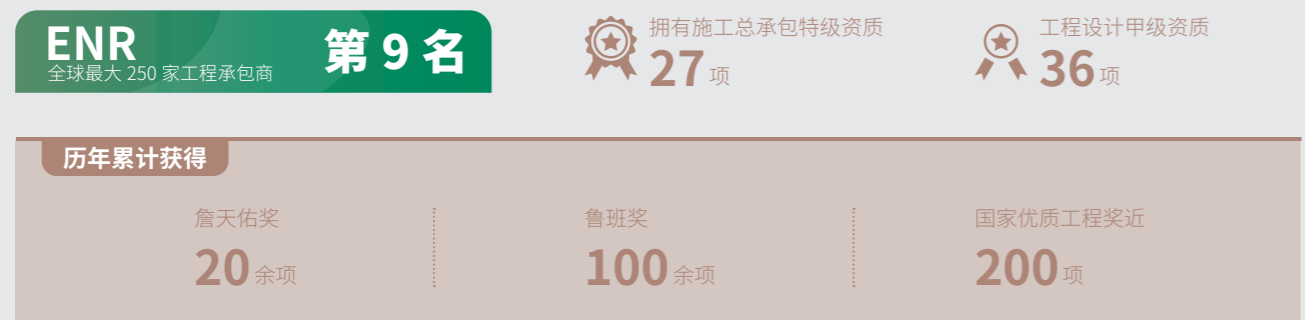 ENR
全球最大 250 家工程承包商
第 9 名
拥有施工总承包特级资质
27 项
工程设计甲级资质
36 项
历年累计获得
詹天佑奖
20 余项
鲁班奖
100 余项
国家优质工程奖近
200 项